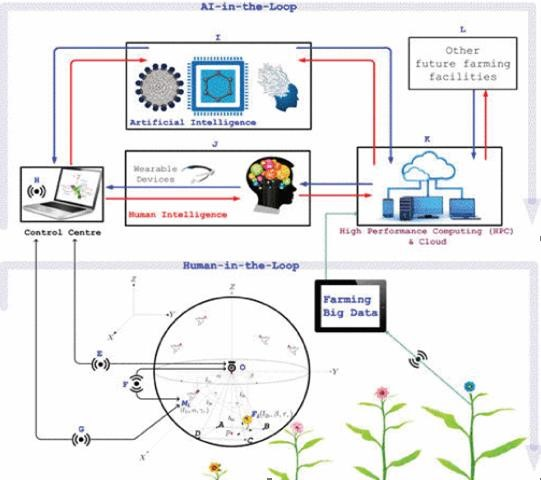 AI-in-the-Loop
I
L
Other
future farming
facilities
Artificial Intelligence
J
K
H
Wearable
Devices
Human Intelligence
Control Centre
High Performance Computing (HPC)
& Cloud
Human-in-the-Loop
Z
Z
Y
X
Farming
Big Data
E
O
Y
F
G
A
B
D
C
X